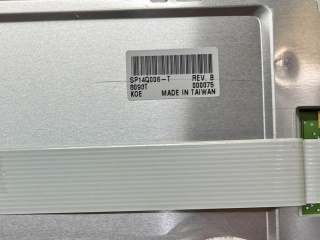 SP14Q006-T REV. B
8093T 000075
KOE MADE IN TAIWAN